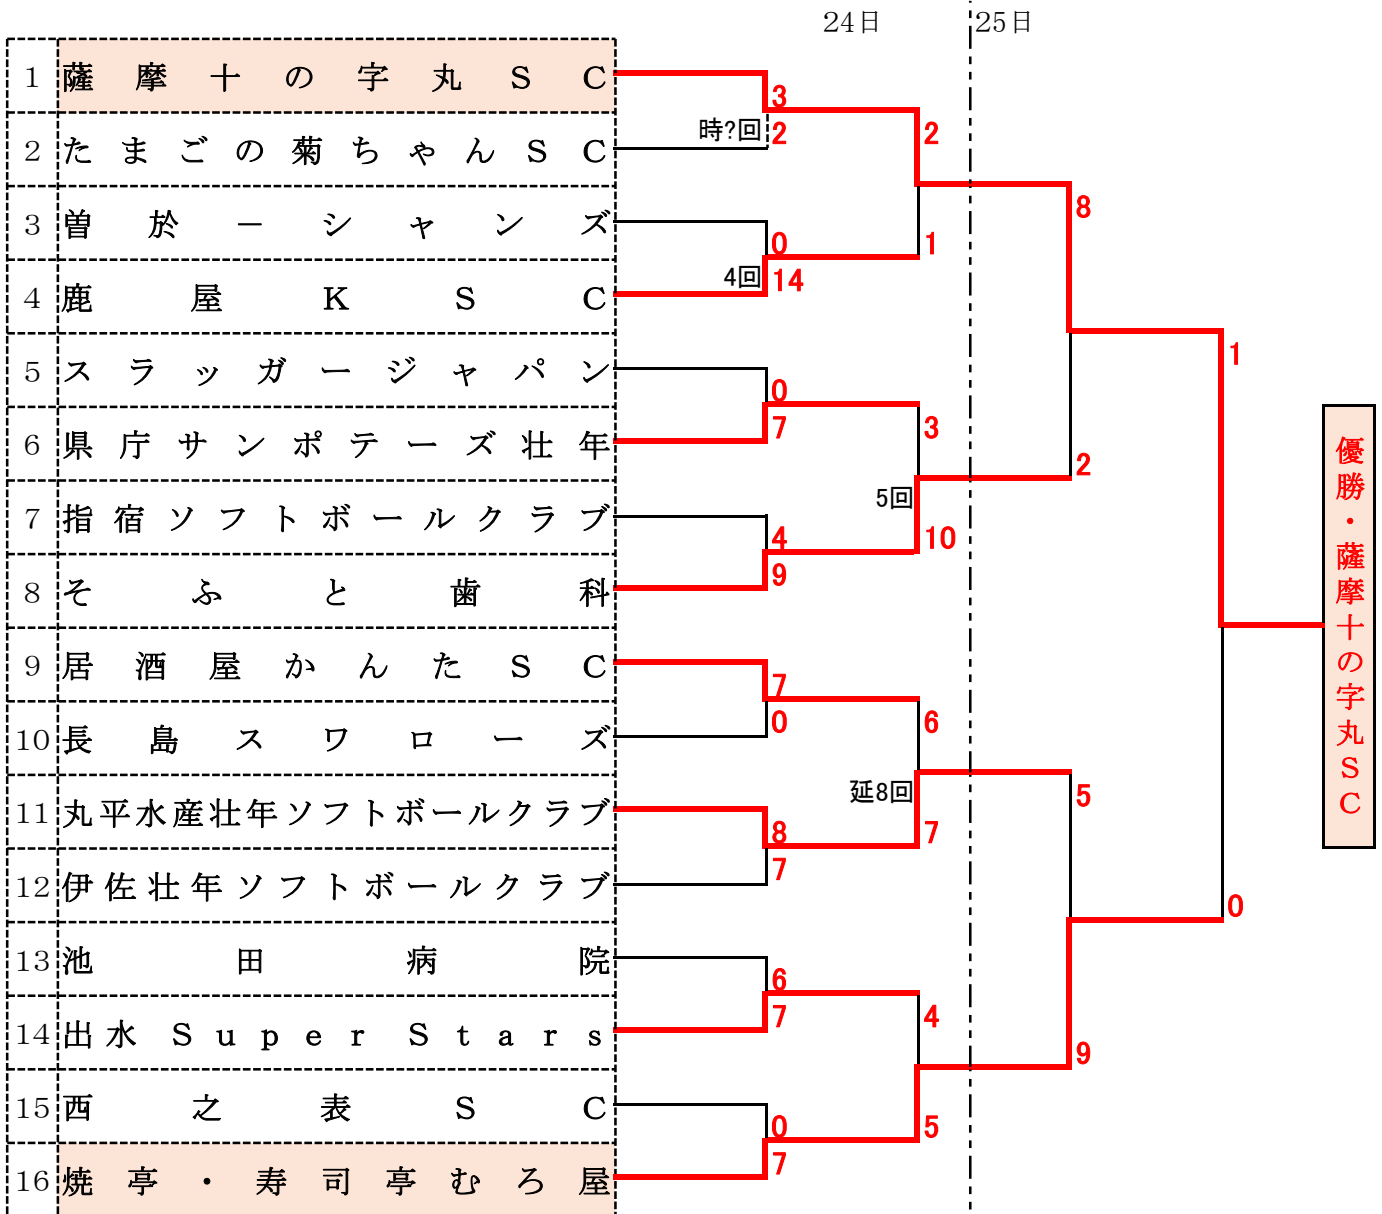 24日 25日
1 薩摩十の字丸SC
2 たまごの菊ちゃんSC
3 曽於-シャンズ
4 鹿屋KSC
5 スラッガージャパン
6 県庁サンポテーズ壮年
7 指宿ソフトボールクラブ
8 そふと歯科
9 居酒屋かんたSC
10 長島スワローズ
11 丸平水産壮年ソフトボールクラブ
12 伊佐壮年ソフトボールクラブ
13 池田病院
14 出水Super Stars
15 西之表SC
16 焼亭・寿司亭むろ屋
3
時?回 2
0
4回 14
0
7
4
9
7
0
8
7
6
7
0
7
2
1
3
5回
10
6
延8回
7
4
5
8
2
5
9
1
0
優勝・薩摩十の字丸SC